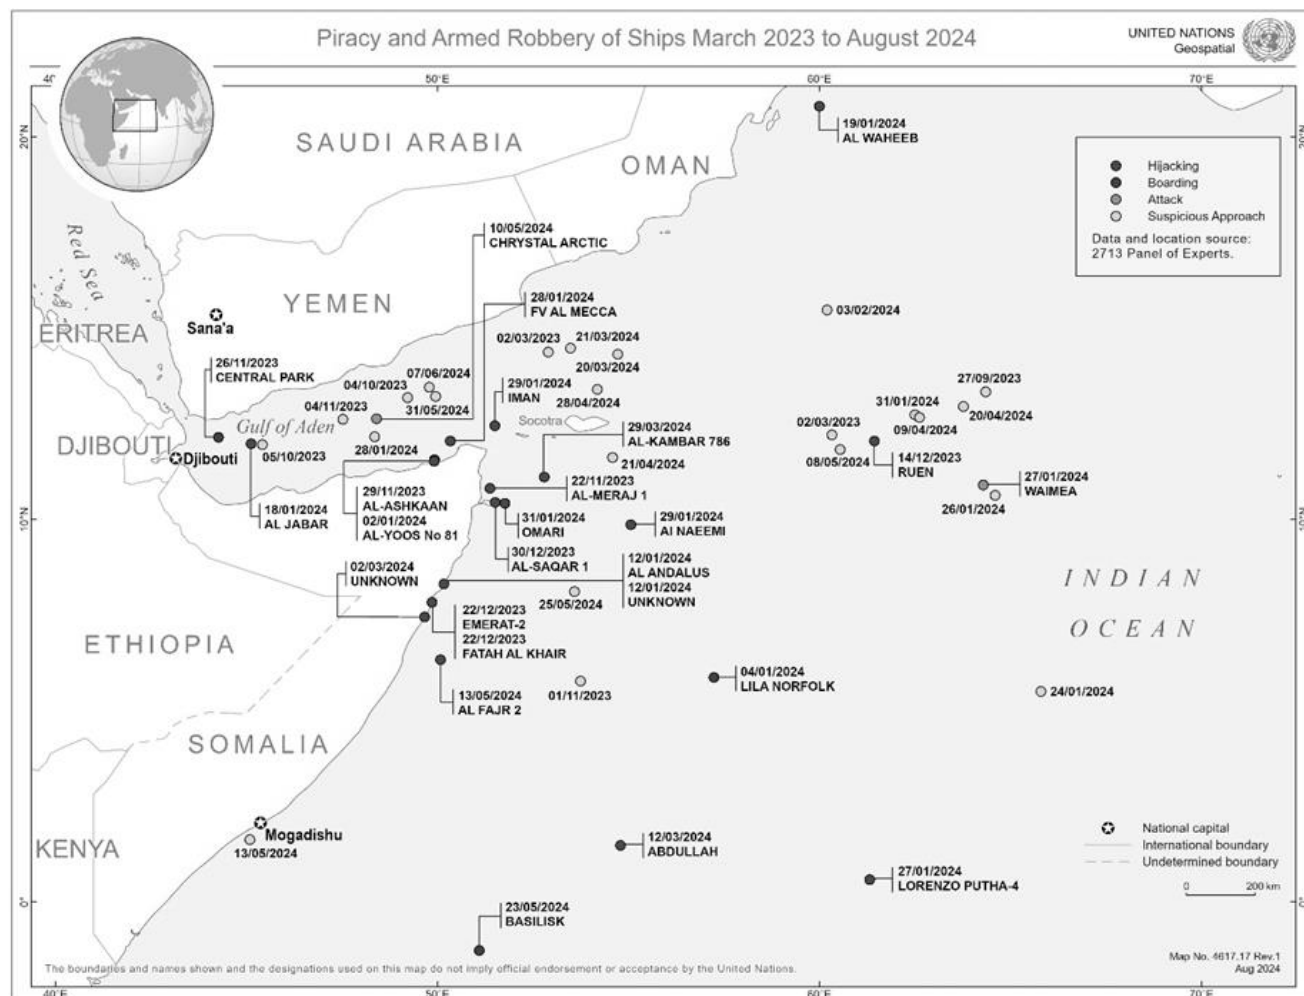 Piracy and Armed Robbery of Ships March 2023 to August 2024
UNITED NATIONS
Geospatial
50°E
60°E
70°E
20°N
19/01/2024
AL WAHEEB
SAUDI ARABIA
OMAN
Hijacking
Boarding
Attack
Suspicious Approach
Data and location source:
2713 Panel of Experts.
10/05/2024
CHRYSTAL ARCTIC
Red Sea
YEMEN
Sana'a
ERITREA
28/01/2024
FV AL MECCA
03/02/2024
02/03/2023
21/03/2024
20/03/2024
26/11/2023
CENTRAL PARK
04/10/2023
07/06/2024
31/05/2024
29/01/2024
IMAN
28/04/2024
27/09/2023
31/01/2024
20/04/2024
09/04/2024
04/11/2023
Gulf of Aden
Socotra
DJIBOUTI
Djibouti
05/10/2023
28/01/2024
29/03/2024
AL-KAMBAR 786
21/04/2024
02/03/2023
08/05/2024
14/12/2023
RUEN
27/01/2024
WAIMEA
26/01/2024
22/11/2023
AL-MERAJ 1
29/11/2023
AL-ASHKAAN
02/01/2024
AL-YOOS No 81
18/01/2024
AL JABAR
10°N
31/01/2024
OMARI
29/01/2024
Al NAEEMI
30/12/2023
AL-SAQAR 1
02/03/2024
UNKNOWN
12/01/2024
AL ANDALUS
12/01/2024
UNKNOWN
25/05/2024
INDIAN
OCEAN
22/12/2023
EMERAT-2
22/12/2023
FATAH AL KHAIR
ETHIOPIA
04/01/2024
LILA NORFOLK
01/11/2023
24/01/2024
13/05/2024
AL FAJR 2
SOMALIA
Mogadishu
13/05/2024
KENYA
12/03/2024
ABDULLAH
27/01/2024
LORENZO PUTHA-4
National capital
International boundary
Undetermined boundary
0 200 km
23/05/2024
BASILISK
0°
The boundaries and names shown and the designations used on this map do not imply official endorsement or acceptance by the United Nations.
Map No. 4617.17 Rev.1
Aug 2024
40°E
50°E
60°E
70°E